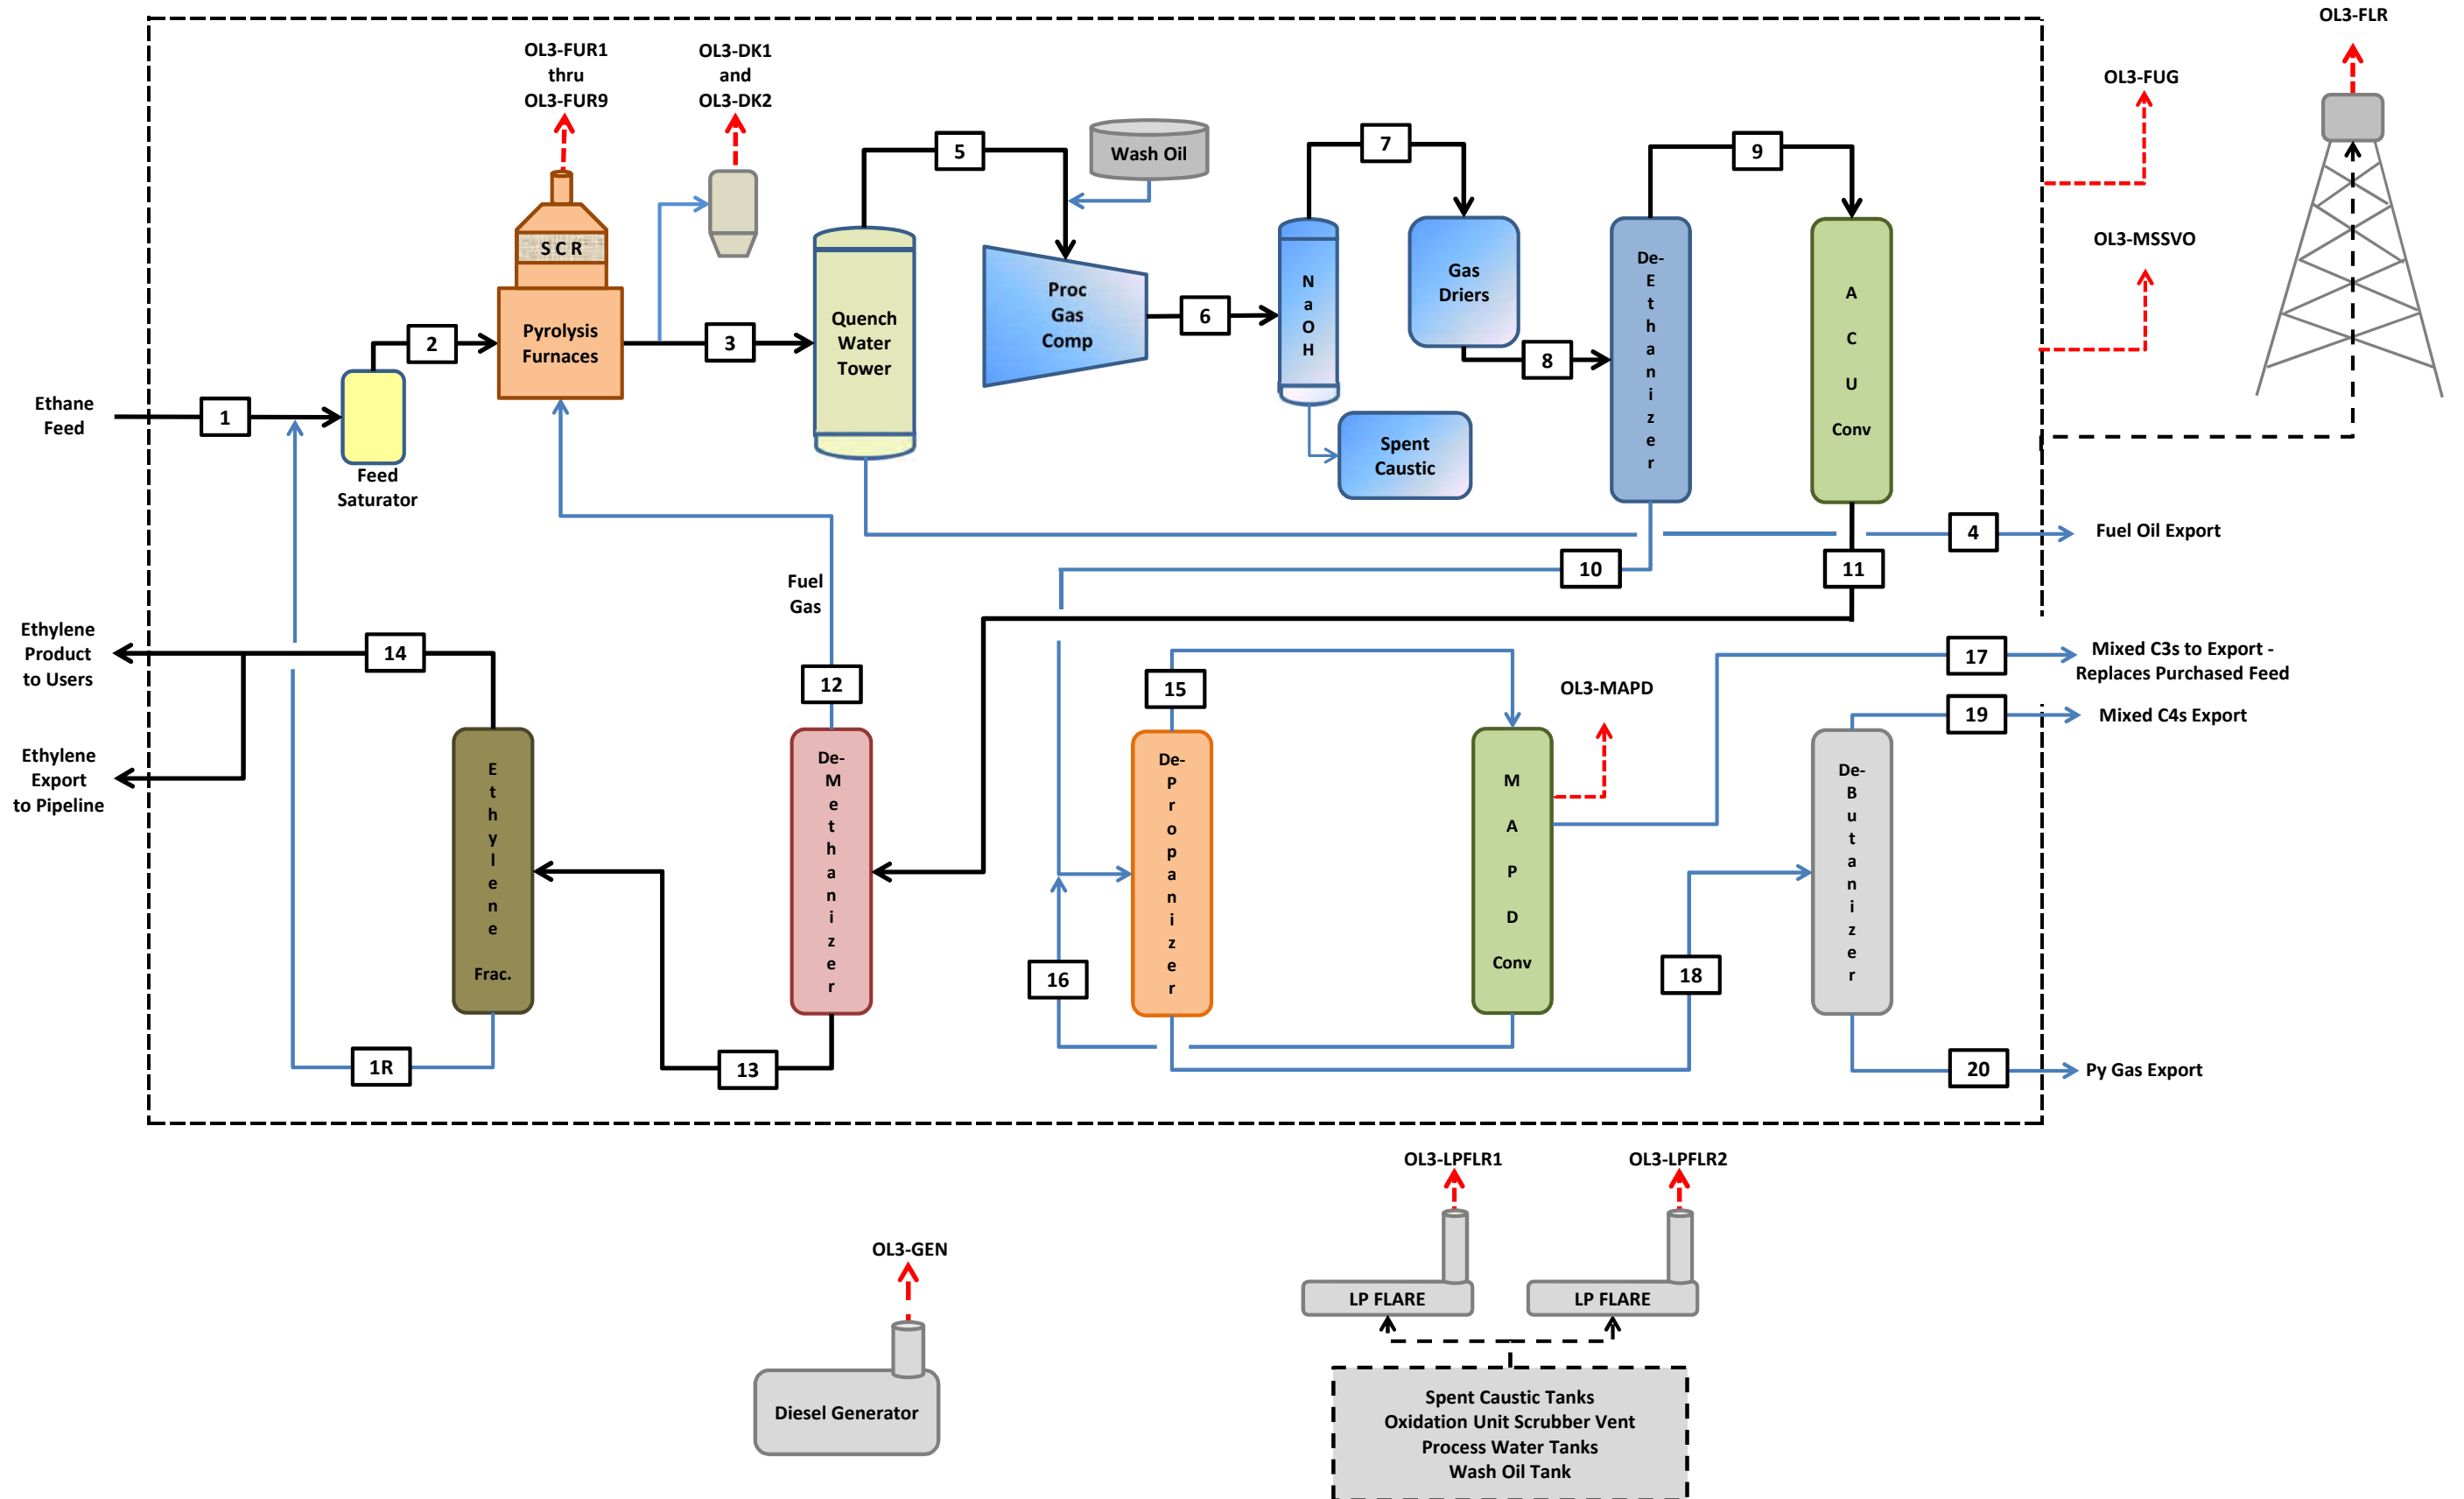 OL3-FLR
OL3-FUR1
thru
OL3-FUR9
OL3-DK1
and
OL3-DK2
OL3-FUG
OL3-MSSVO
5
Wash Oil
7
9
S C R
Pyrolysis
Furnaces
2
3
Quench
Water
Tower
Proc
Gas
Comp
6
N
a
O
H
Gas
Driers
8
De-
E
t
h
a
n
i
z
e
r
A
C
U
Conv
Ethane
Feed
1
Feed
Saturator
Spent
Caustic
4
Fuel Oil Export
10
11
Fuel
Gas
Ethylene
Product
to Users
14
12
15
OL3-MAPD
17
Mixed C3s to Export -
Replaces Purchased Feed
19
Mixed C4s Export
Ethylene
Export
to Pipeline
E
t
h
y
l
e
n
e
Frac.
De-
M
e
t
h
a
n
i
z
e
r
De-
P
r
o
p
a
n
i
z
e
r
M
A
P
D
Conv
De-
B
u
t
a
n
i
z
e
r
16
18
1R
13
20
Py Gas Export
OL3-LPFLR1
OL3-LPFLR2
OL3-GEN
LP FLARE
LP FLARE
Diesel Generator
Spent Caustic Tanks
Oxidation Unit Scrubber Vent
Process Water Tanks
Wash Oil Tank